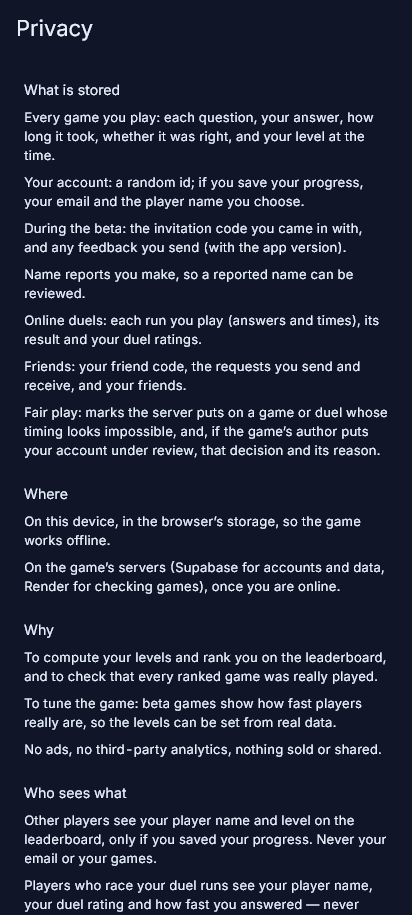 Privacy
What is stored
Every game you play: each question, your answer, how
long it took, whether it was right, and your level at the
time.
Your account: a random id; if you save your progress,
your email and the player name you choose.
During the beta: the invitation code you came in with,
and any feedback you send (with the app version).
Name reports you make, so a reported name can be
reviewed.
Online duels: each run you play (answers and times), its
result and your duel ratings.
Friends: your friend code, the requests you send and
receive, and your friends.
Fair play: marks the server puts on a game or duel whose
timing looks impossible, and, if the game’s author puts
your account under review, that decision and its reason.
Where
On this device, in the browser’s storage, so the game
works offline.
On the game’s servers (Supabase for accounts and data,
Render for checking games), once you are online.
Why
To compute your levels and rank you on the leaderboard,
and to check that every ranked game was really played.
To tune the game: beta games show how fast players
really are, so the levels can be set from real data.
No ads, no third-party analytics, nothing sold or shared.
Who sees what
Other players see your player name and level on the
leaderboard, only if you saved your progress. Never your
email or your games.
Players who race your duel runs see your player name,
your duel rating and how fast you answered — never